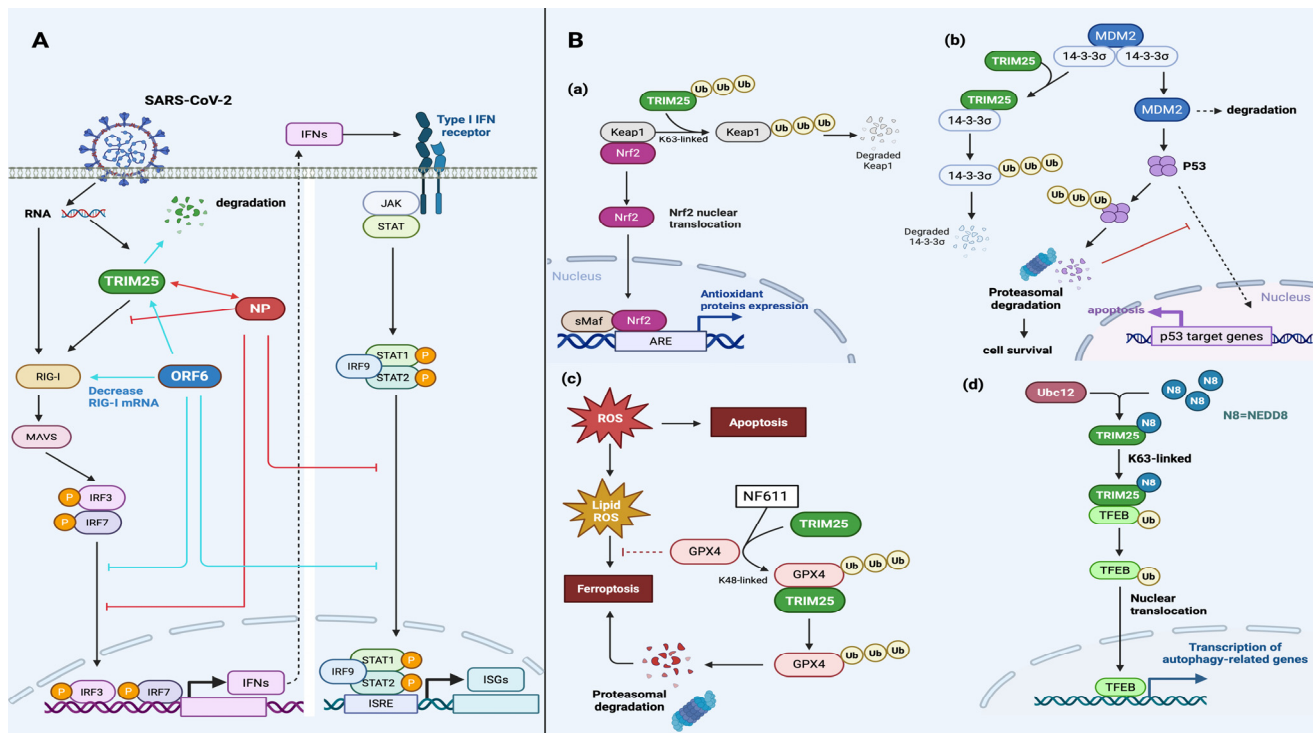 A
SARS-CoV-2
RNA
degradation
TRIM25
NP
RIG-I
Decrease
RIG-I mRNA
ORF6
MAVS
P
IRF3
P
IRF7
P
IRF3
P
IRF7
IFNs
IFNs
Type I IFN
receptor
JAK
STAT
IRF9
STAT1
P
STAT2
P
IRF9
STAT1
P
STAT2
P
ISRE
ISGs
B
(a)
TRIM25
Ub
Ub
Ub
Keap1
K63-linked
Keap1
Ub
Ub
Ub
Degraded
Keap1
Nrf2
Nrf2
Nrf2 nuclear
translocation
Nucleus
sMaf
Nrf2
ARE
Antioxidant
proteins expression
(b)
MDM2
14-3-3σ
14-3-3σ
TRIM25
TRIM25
14-3-3σ
14-3-3σ
Ub
Ub
Ub
Degraded
14-3-3σ
MDM2
degradation
P53
Ub
Ub
Ub
Proteasomal
degradation
cell survival
Nucleus
apoptosis
p53 target genes
(c)
ROS
Apoptosis
Lipid
ROS
Ferroptosis
NF611
TRIM25
GPX4
K48-linked
GPX4
Ub
Ub
Ub
TRIM25
GPX4
Ub
Ub
Ub
Proteasomal
degradation
(d)
Ubc12
N8
N8
N8
N8=NEDD8
TRIM25
N8
K63-linked
TRIM25
N8
TFEB
Ub
TFEB
Ub
Nuclear
translocation
Transcription of
autophagy-related genes
TFEB